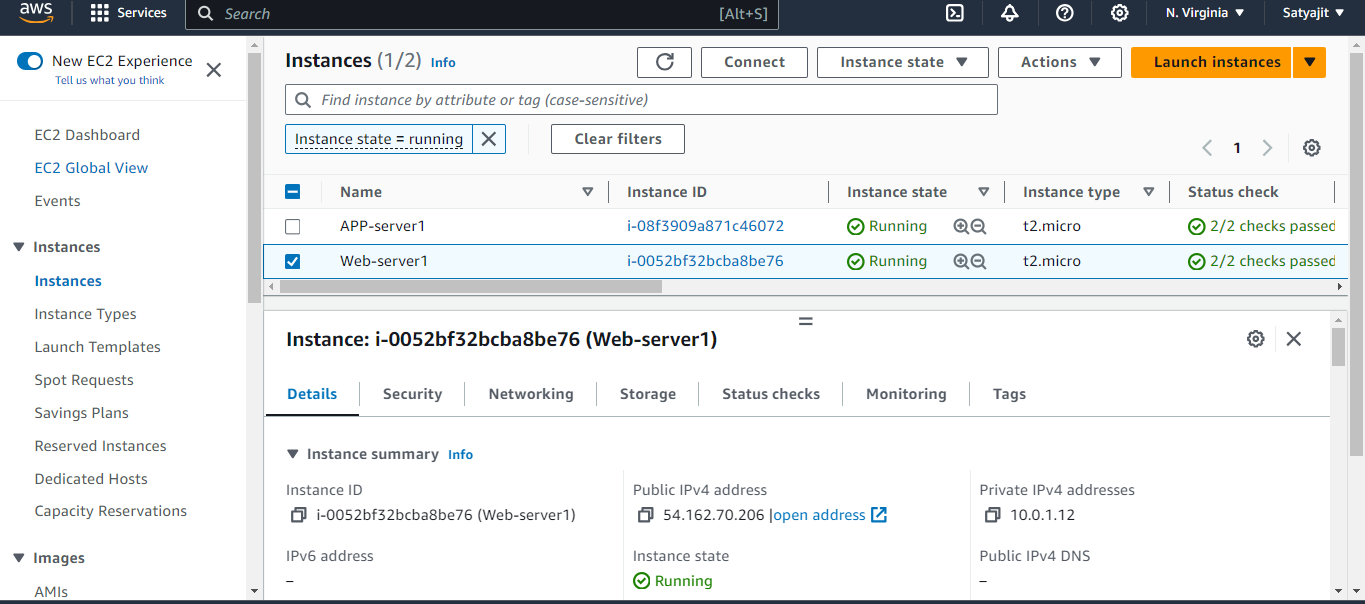 aws
Services
Search
[Alt+S]
N. Virginia
Satyajit
New EC2 Experience
Tell us what you think
EC2 Dashboard
EC2 Global View
Events
Instances
Instances
Instance Types
Launch Templates
Spot Requests
Savings Plans
Reserved Instances
Dedicated Hosts
Capacity Reservations
Images
AMIs
Instances (1/2) Info
Connect
Instance state
Actions
Launch instances
Find instance by attribute or tag (case-sensitive)
Instance state = running
Clear filters
1
Name Instance ID Instance state Instance type Status check
APP-server1 i-08f3909a871c46072 Running t2.micro 2/2 checks passed
Web-server1 i-0052bf32bcba8be76 Running t2.micro 2/2 checks passed
Instance: i-0052bf32bcba8be76 (Web-server1)
Details Security Networking Storage Status checks Monitoring Tags
Instance summary Info
Instance ID
i-0052bf32bcba8be76 (Web-server1)
Public IPv4 address
54.162.70.206 |open address
Private IPv4 addresses
10.0.1.12
IPv6 address
–
Instance state
Running
Public IPv4 DNS
–